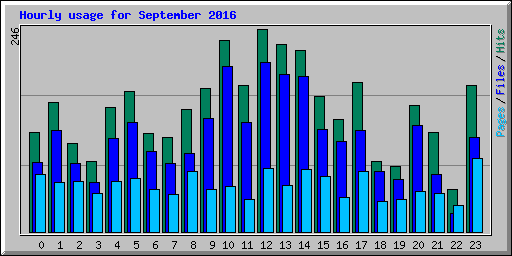 Hourly usage for September 2016
246
Pages / Files / Hits
0 1 2 3 4 5 6 7 8 9 10 11 12 13 14 15 16 17 18 19 20 21 22 23